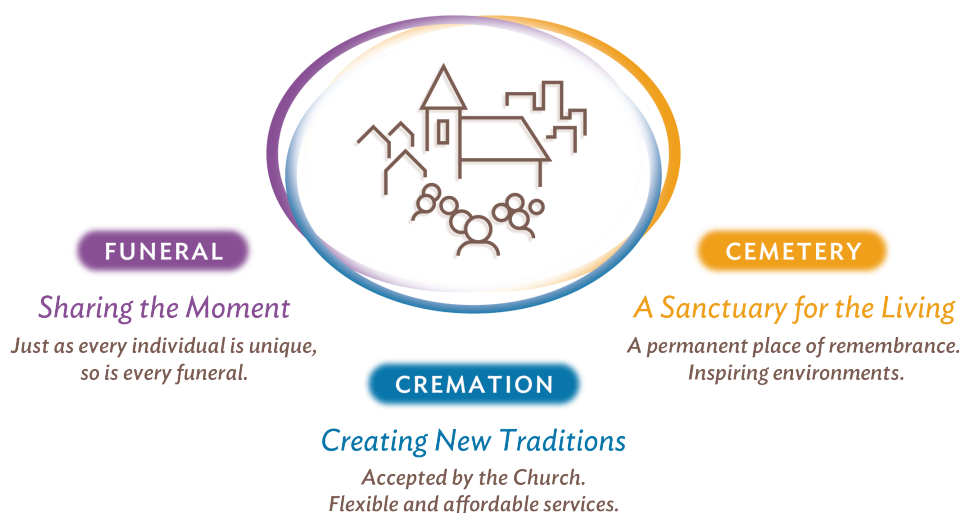 FUNERAL
Sharing the Moment
Just as every individual is unique,
so is every funeral.
CREMATION
Creating New Traditions
Accepted by the Church.
Flexible and affordable services.
CEMETERY
A Sanctuary for the Living
A permanent place of remembrance.
Inspiring environments.